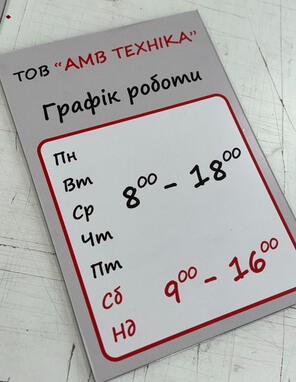 ТОВ "АМВ ТЕХНІКА"
Графік роботи
Пн
Вт
Ср 8⁰⁰ - 18⁰⁰
Чт
Пт
Сб 9⁰⁰ - 16⁰⁰
Нд